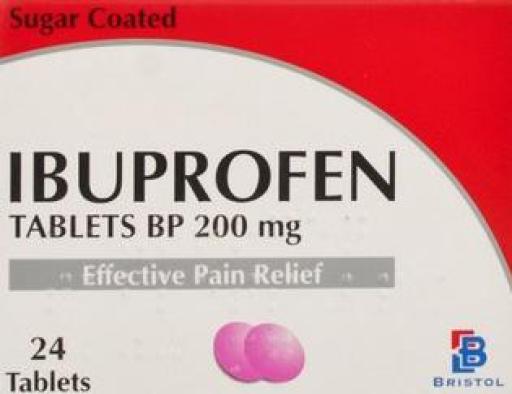 Sugar Coated
IBUPROFEN
TABLETS BP 200 mg
Effective Pain Relief
24
Tablets
B
BRISTOL